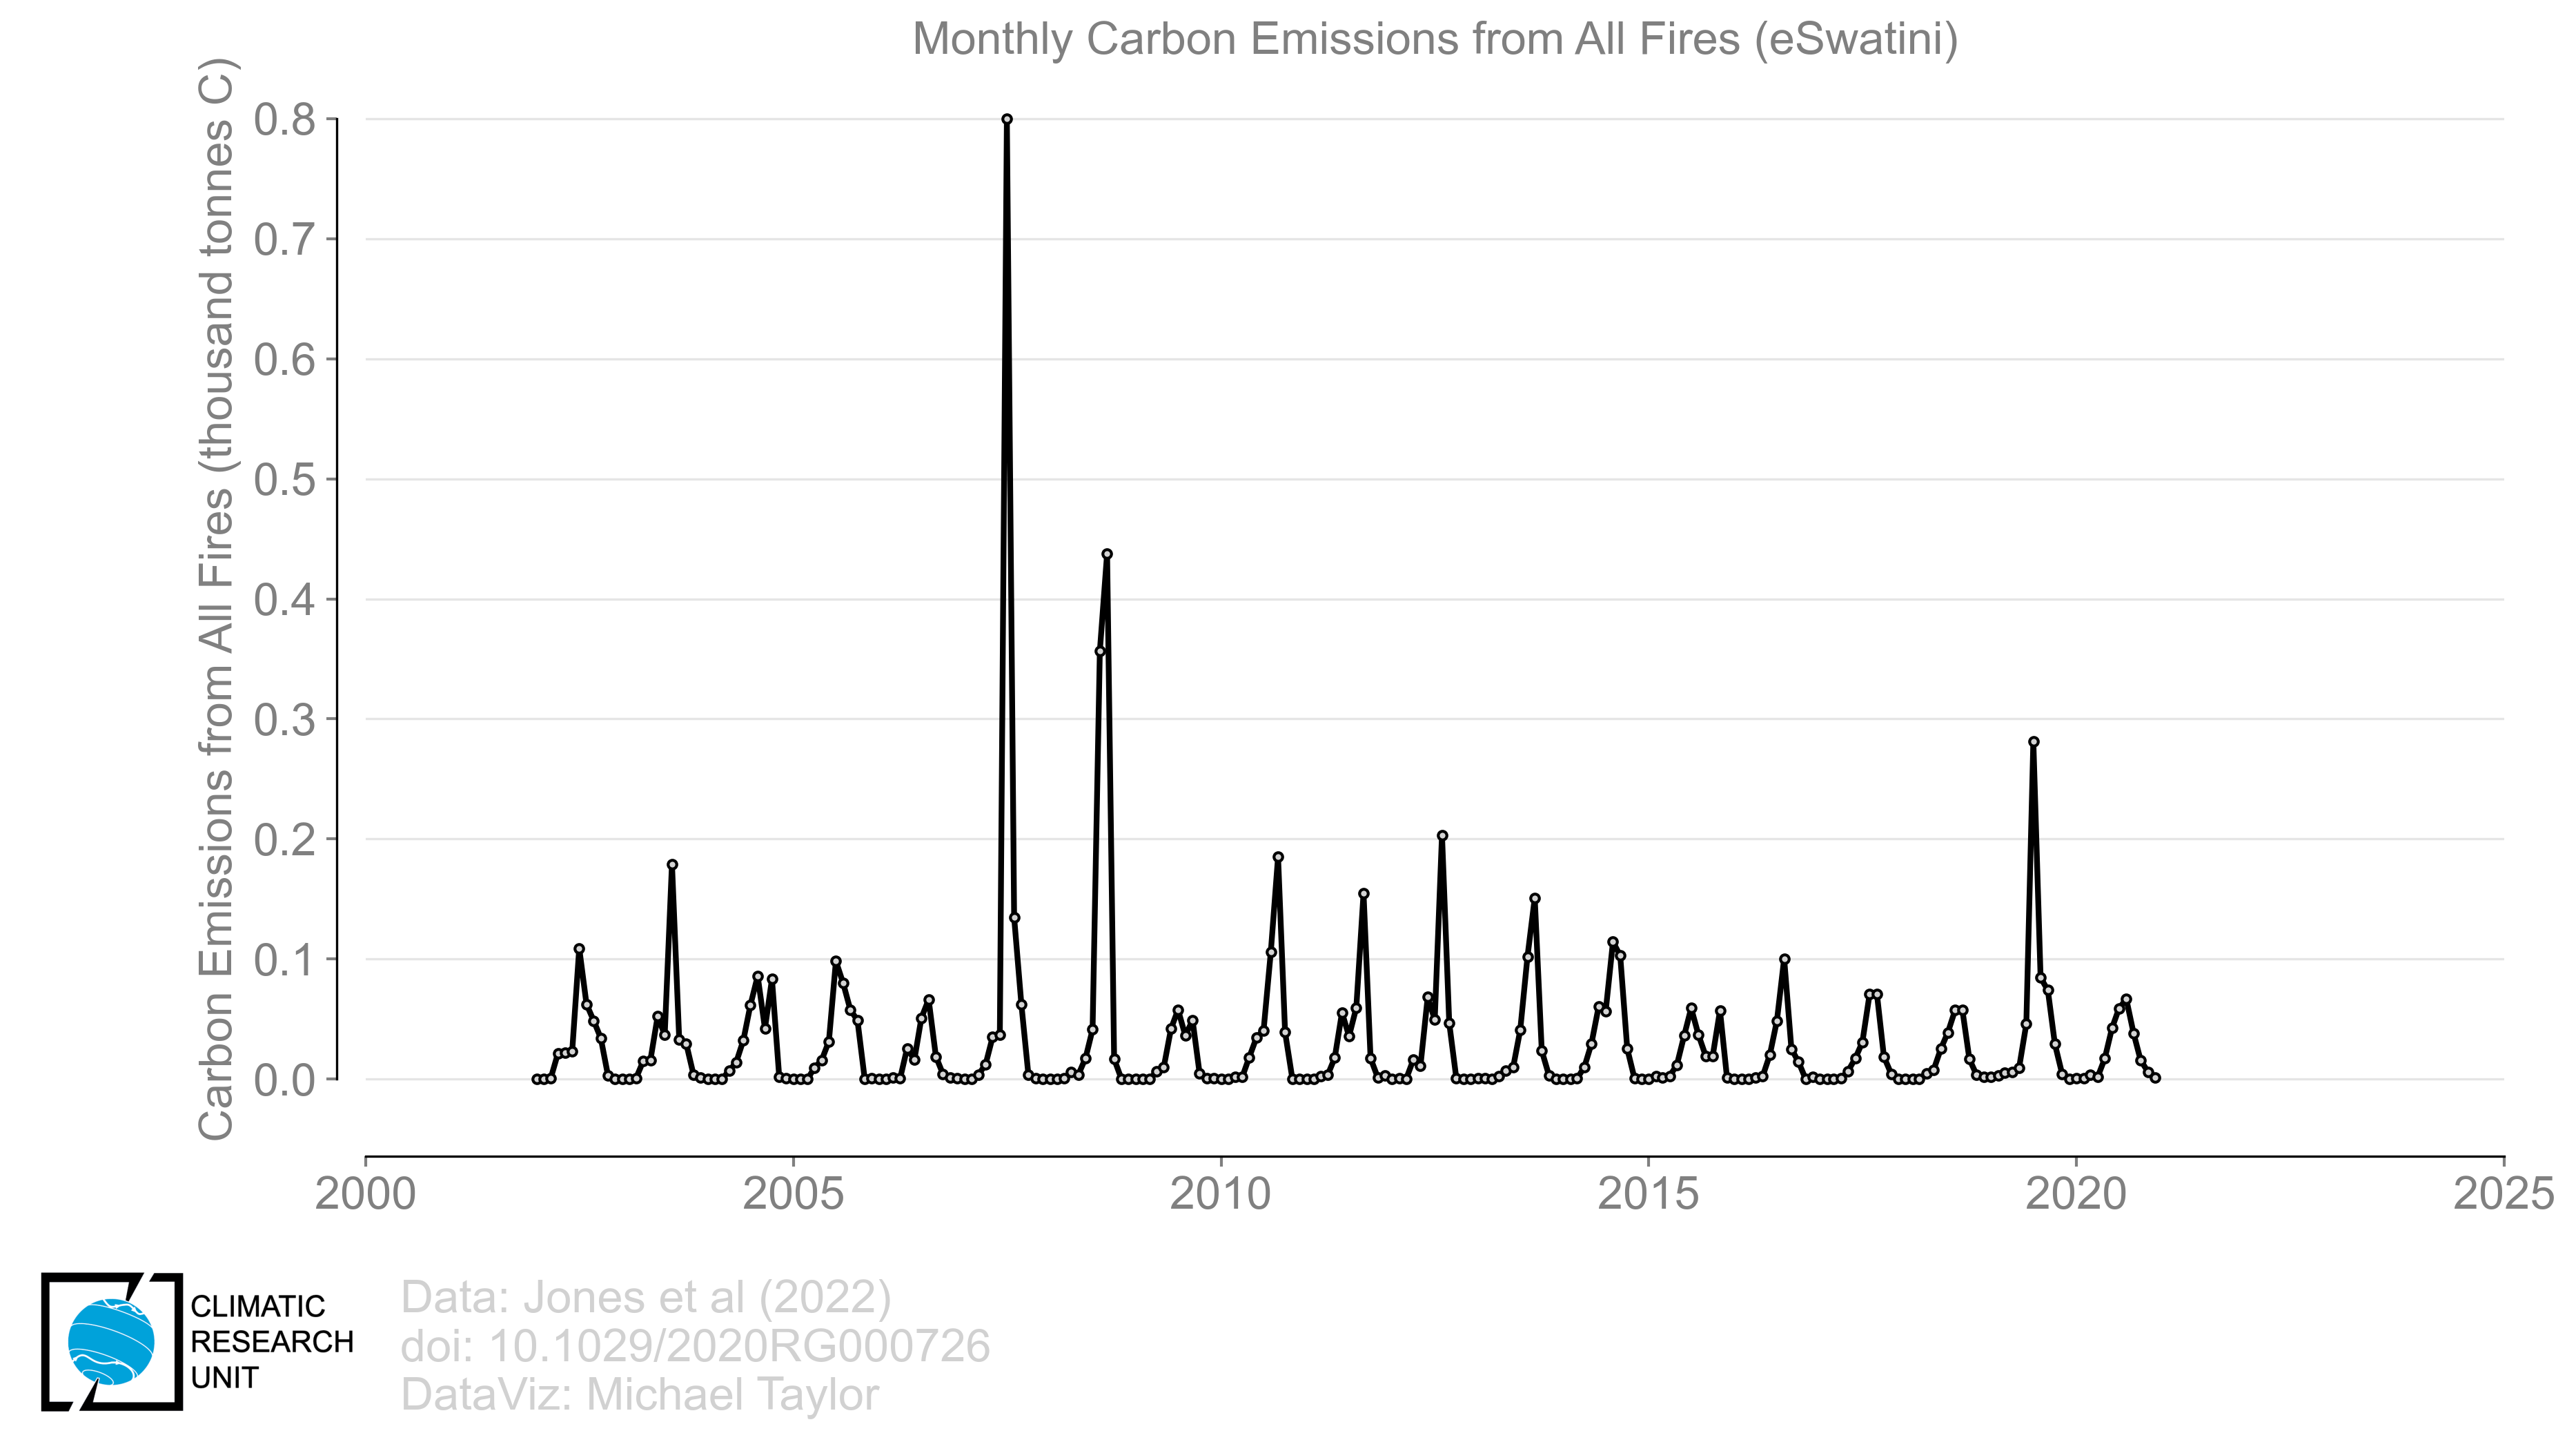 Monthly Carbon Emissions from All Fires (eSwatini)
Carbon Emissions from All Fires (thousand tonnes C)
0.8
0.7
0.6
0.5
0.4
0.3
0.2
0.1
0.0
2000 2005 2010 2015 2020 2025
CLIMATIC
RESEARCH
UNIT
Data: Jones et al (2022)
doi: 10.1029/2020RG000726
DataViz: Michael Taylor